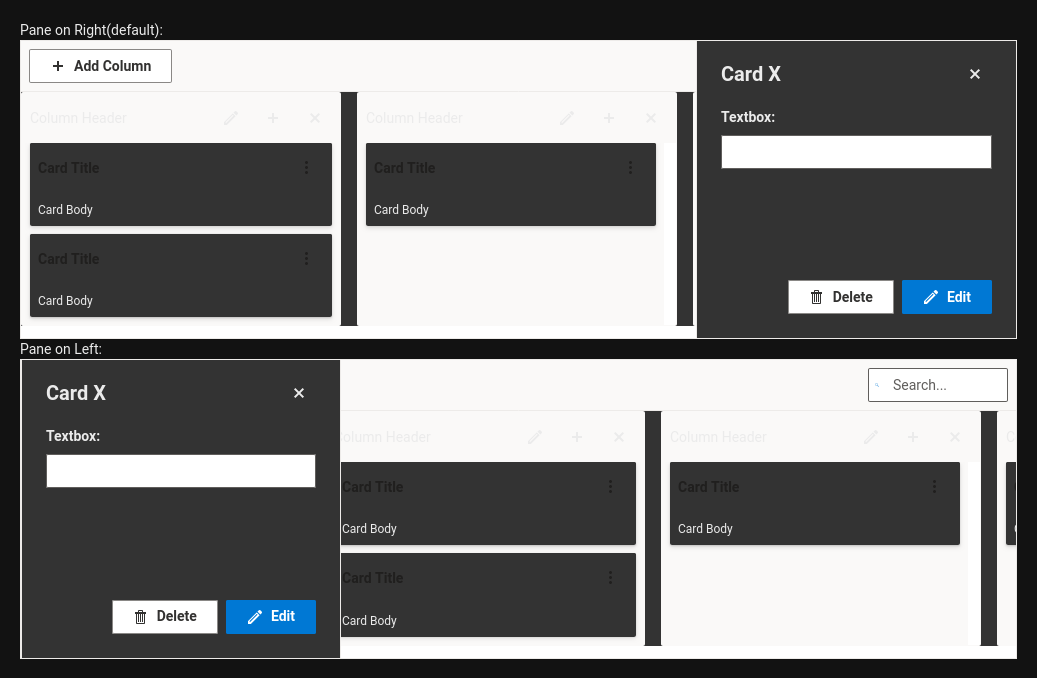 Pane on Right(default):
Add Column
Card X
Textbox:
Column Header
Column Header
Card Title
Card Title
Card Body
Card Body
Card Title
Card Body
Delete
Edit
Pane on Left:
Card X
Search...
Textbox:
olumn Header
Column Header
C
Card Title
Card Title
Card Body
Card Body
Card Title
Card Body
Delete
Edit